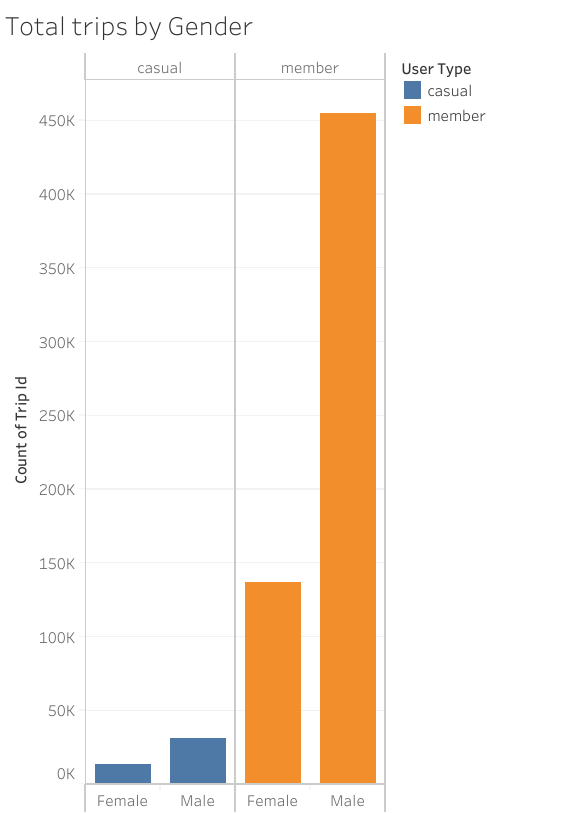 Total trips by Gender
casual member
User Type
casual
member
450K
400K
350K
300K
250K
200K
150K
100K
50K
0K
Count of Trip Id
Female Male Female Male